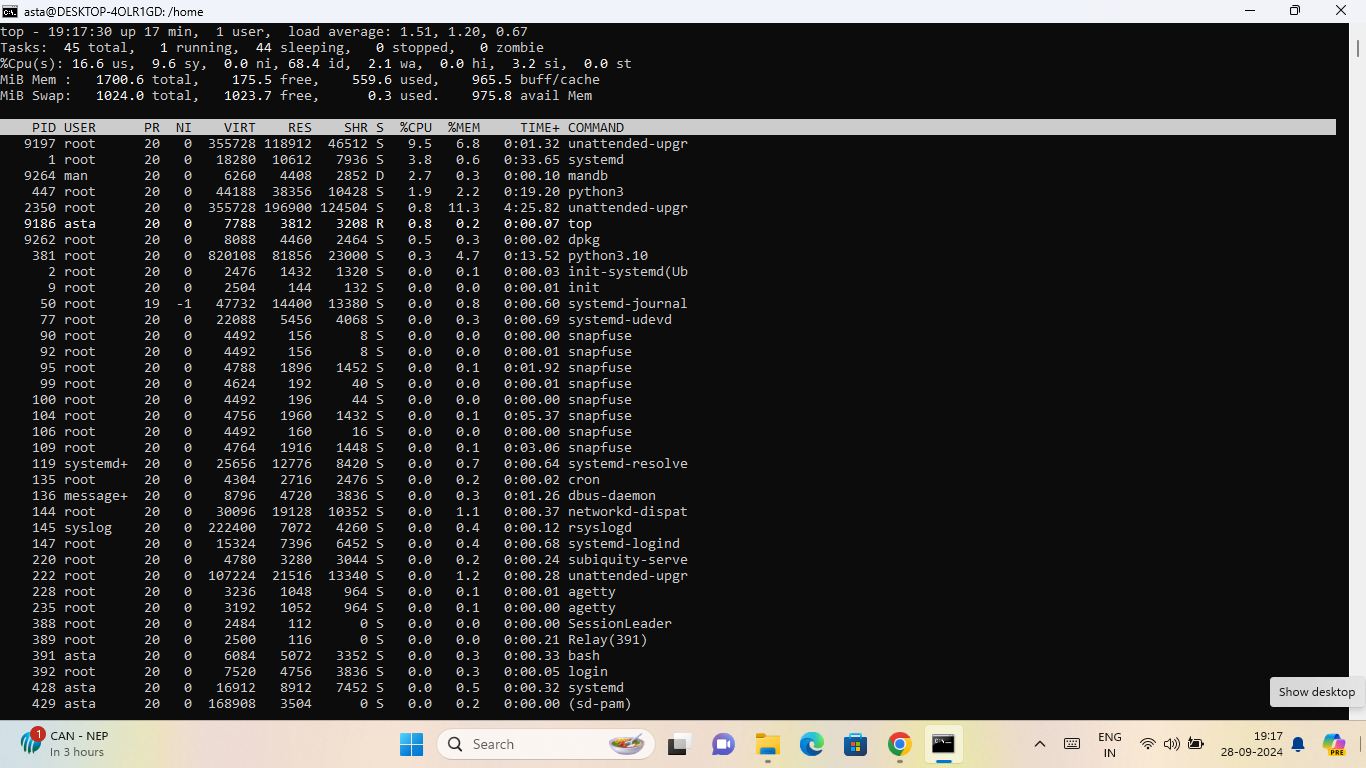 asta@DESKTOP-4OLR1GD: /home
top - 19:17:30 up 17 min,  1 user,  load average: 1.51, 1.20, 0.67
Tasks:  45 total,   1 running,  44 sleeping,   0 stopped,   0 zombie
%Cpu(s): 16.6 us,  9.6 sy,  0.0 ni, 68.4 id,  2.1 wa,  0.0 hi,  3.2 si,  0.0 st
MiB Mem :   1700.6 total,    175.5 free,    559.6 used,    965.5 buff/cache
MiB Swap:   1024.0 total,   1023.7 free,      0.3 used.    975.8 avail Mem
PID USER      PR  NI    VIRT    RES    SHR S  %CPU  %MEM     TIME+ COMMAND
9197 root      20   0  355728 118912  46512 S   9.5   6.8   0:01.32 unattended-upgr
1 root      20   0   18280  10612   7936 S   3.8   0.6   0:33.65 systemd
9264 man       20   0    6260   4408   2852 D   2.7   0.3   0:00.10 mandb
447 root      20   0   44188  38356  10428 S   1.9   2.2   0:19.20 python3
2350 root      20   0  355728 196900 124504 S   0.8  11.3   4:25.82 unattended-upgr
9186 asta      20   0    7788   3812   3208 R   0.8   0.2   0:00.07 top
9262 root      20   0    8088   4460   2464 S   0.5   0.3   0:00.02 dpkg
381 root      20   0  820108  81856  23000 S   0.3   4.7   0:13.52 python3.10
2 root      20   0    2476   1432   1320 S   0.0   0.1   0:00.03 init-systemd(Ub
9 root      20   0    2504    144    132 S   0.0   0.0   0:00.01 init
50 root      19  -1   47732  14400  13380 S   0.0   0.8   0:00.60 systemd-journal
77 root      20   0   22088   5456   4068 S   0.0   0.3   0:00.69 systemd-udevd
90 root      20   0    4492    156      8 S   0.0   0.0   0:00.00 snapfuse
92 root      20   0    4492    156      8 S   0.0   0.0   0:00.01 snapfuse
95 root      20   0    4788   1896   1452 S   0.0   0.1   0:01.92 snapfuse
99 root      20   0    4624    192     40 S   0.0   0.0   0:00.01 snapfuse
100 root      20   0    4492    196     44 S   0.0   0.0   0:00.00 snapfuse
104 root      20   0    4756   1960   1432 S   0.0   0.1   0:05.37 snapfuse
106 root      20   0    4492    160     16 S   0.0   0.0   0:00.00 snapfuse
109 root      20   0    4764   1916   1448 S   0.0   0.1   0:03.06 snapfuse
119 systemd+  20   0   25656  12776   8420 S   0.0   0.7   0:00.64 systemd-resolve
135 root      20   0    4304   2716   2476 S   0.0   0.2   0:00.02 cron
136 message+  20   0    8796   4720   3836 S   0.0   0.3   0:01.26 dbus-daemon
144 root      20   0   30096  19128  10352 S   0.0   1.1   0:00.37 networkd-dispat
145 syslog    20   0  222400   7072   4260 S   0.0   0.4   0:00.12 rsyslogd
147 root      20   0   15324   7396   6452 S   0.0   0.4   0:00.68 systemd-logind
220 root      20   0    4780   3280   3044 S   0.0   0.2   0:00.24 subiquity-serve
222 root      20   0  107224  21516  13340 S   0.0   1.2   0:00.28 unattended-upgr
228 root      20   0    3236   1048    964 S   0.0   0.1   0:00.01 agetty
235 root      20   0    3192   1052    964 S   0.0   0.1   0:00.00 agetty
388 root      20   0    2484    112      0 S   0.0   0.0   0:00.00 SessionLeader
389 root      20   0    2500    116      0 S   0.0   0.0   0:00.21 Relay(391)
391 asta      20   0    6084   5072   3352 S   0.0   0.3   0:00.33 bash
392 root      20   0    7520   4756   3836 S   0.0   0.3   0:00.05 login
428 asta      20   0   16912   8912   7452 S   0.0   0.5   0:00.32 systemd
429 asta      20   0  168908   3504      0 S   0.0   0.2   0:00.00 (sd-pam)
Show desktop
1
CAN - NEP
In 3 hours
Search
ENG
IN
19:17
28-09-2024
PRE